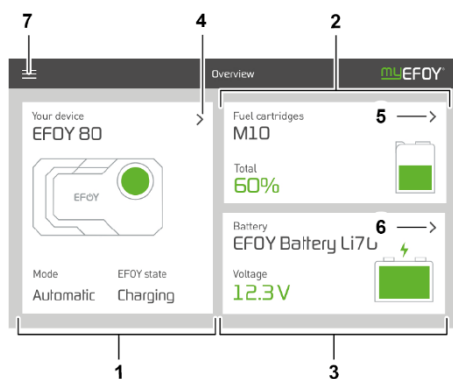 7
4
2
Overview
myEFOY
Your device
EFOY 80
EFOY
Mode
Automatic
EFOY state
Charging
Fuel cartridges
M10
5
Total
60%
Battery
6
EFOY Battery Li70
Voltage
12.3V
1
3